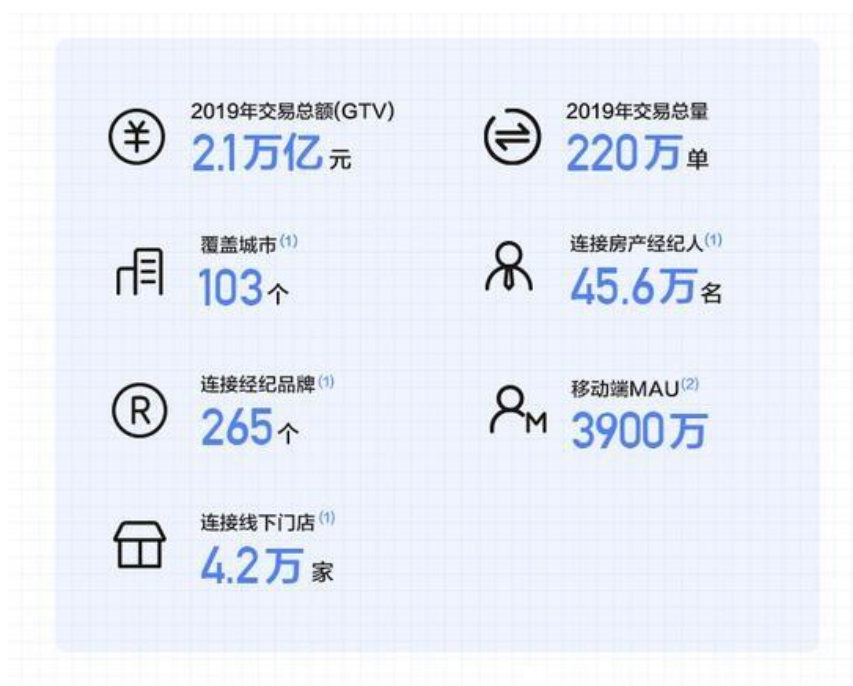 2019年交易总额(GTV)
2.1万亿元
2019年交易总量
220万单
覆盖城市(1)
103个
连接房产经纪人(1)
45.6万名
R
连接经纪品牌(1)
265个
M
移动端MAU(2)
3900万
连接线下门店(1)
4.2万家